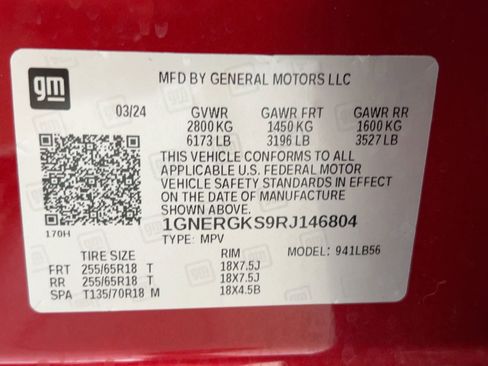 gm
MFD BY GENERAL MOTORS LLC
03/24 GVWR GAWR FRT GAWR RR
2800 KG 1450 KG 1600 KG
6173 LB 3196 LB 3527 LB
THIS VEHICLE CONFORMS TO ALL
APPLICABLE U.S. FEDERAL MOTOR
VEHICLE SAFETY STANDARDS IN EFFECT
ON THE DATE OF MANUFACTURE
SHOWN ABOVE.
1GNERGKS9RJ146804
170H
TYPE: MPV MODEL: 941LB56
TIRE SIZE RIM
FRT 255/65R18 T 18X7.5J
RR 255/65R18 T 18X7.5J
SPA T135/70R18 M 18X4.5B